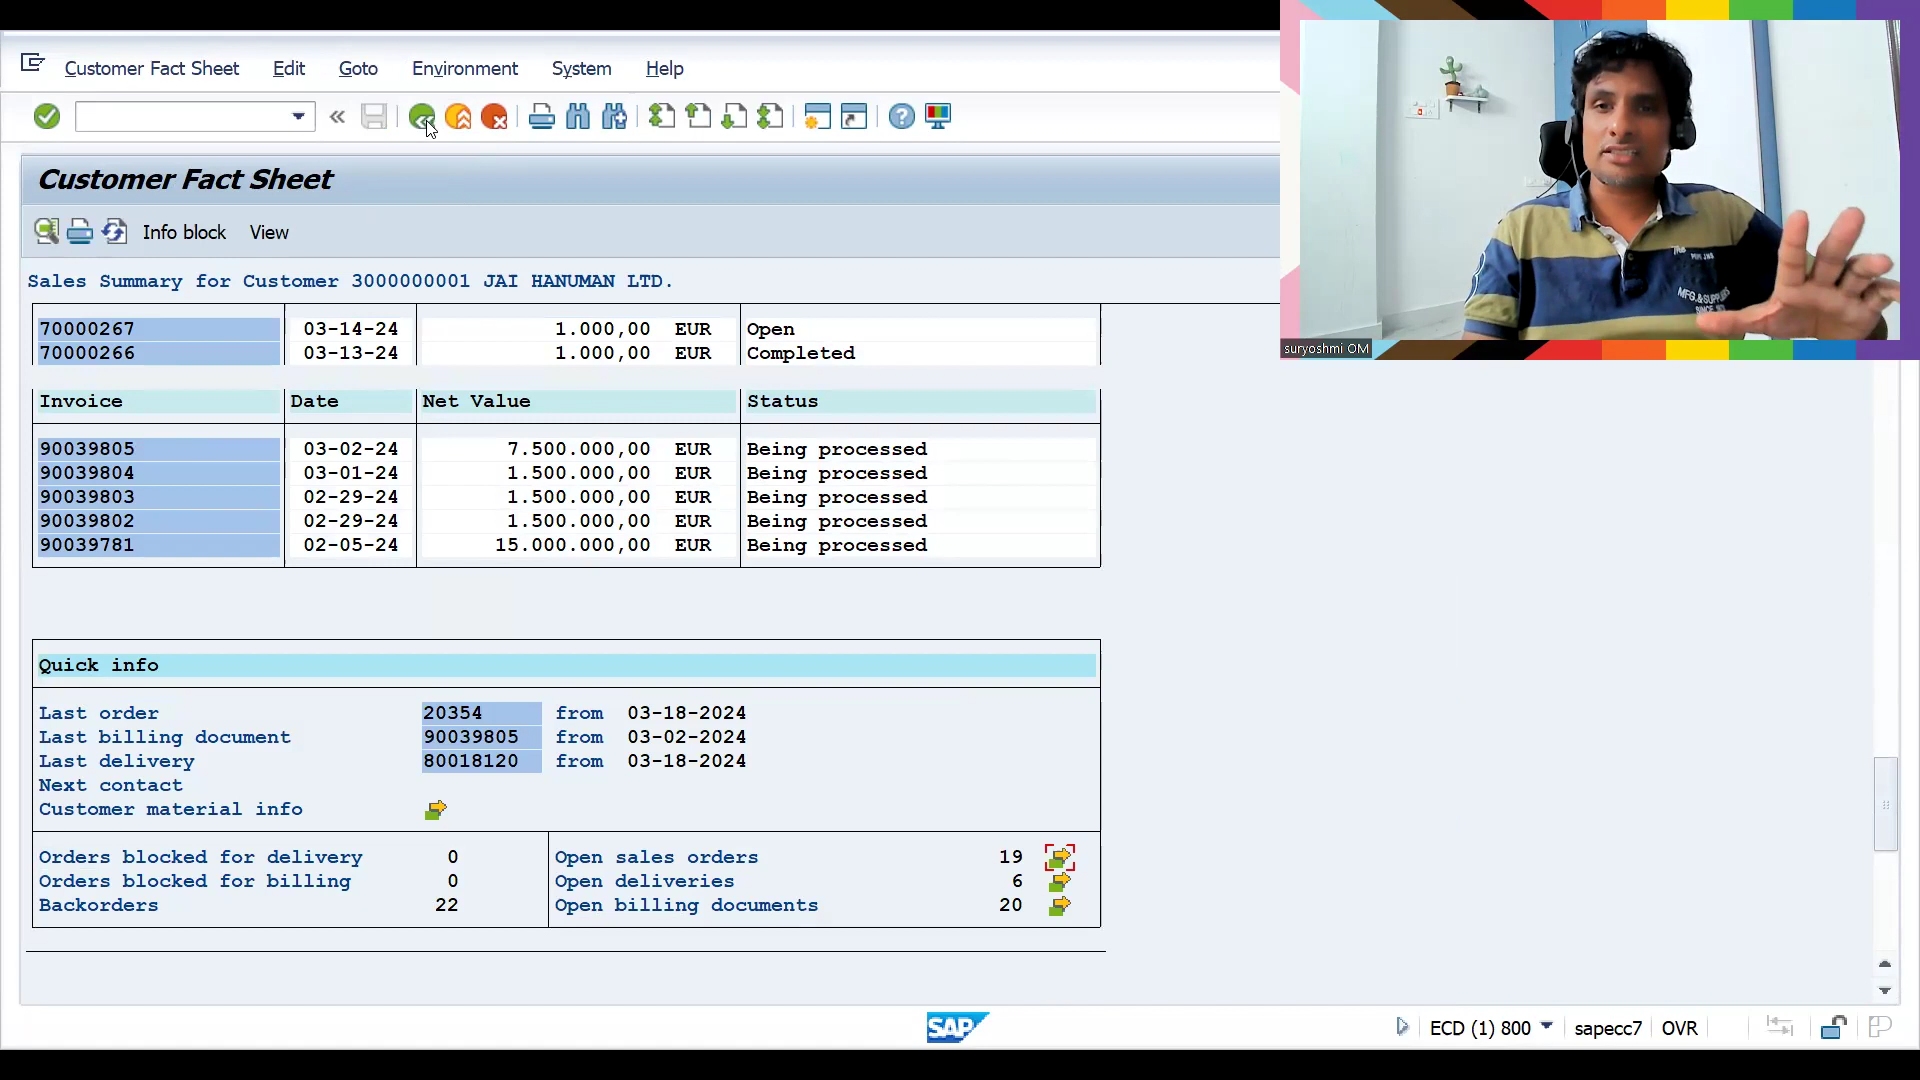 Customer Fact Sheet Edit Goto Environment System Help
Customer Fact Sheet
Info block View
Sales Summary for Customer 3000000001 JAI HANUMAN LTD.
70000267 03-14-24 1.000,00 EUR Open
70000266 03-13-24 1.000,00 EUR Completed
Invoice Date Net Value Status
90039805 03-02-24 7.500.000,00 EUR Being processed
90039804 03-01-24 1.500.000,00 EUR Being processed
90039803 02-29-24 1.500.000,00 EUR Being processed
90039802 02-29-24 1.500.000,00 EUR Being processed
90039781 02-05-24 15.000.000,00 EUR Being processed
Quick info
Last order 20354 from 03-18-2024
Last billing document 90039805 from 03-02-2024
Last delivery 80018120 from 03-18-2024
Next contact
Customer material info
Orders blocked for delivery 0 Open sales orders 19
Orders blocked for billing 0 Open deliveries 6
Backorders 22 Open billing documents 20
SAP
ECD (1) 800 sapecc7 OVR
suryoshmi OM